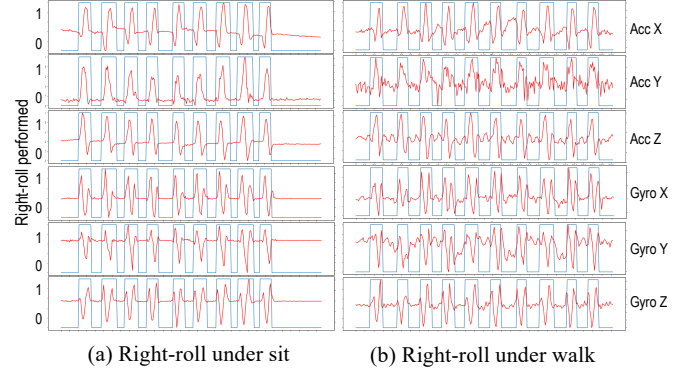 Right-roll performed
1
0
1
0
1
0
1
0
1
0
1
0
Acc X
Acc Y
Acc Z
Gyro X
Gyro Y
Gyro Z
(a) Right-roll under sit
(b) Right-roll under walk